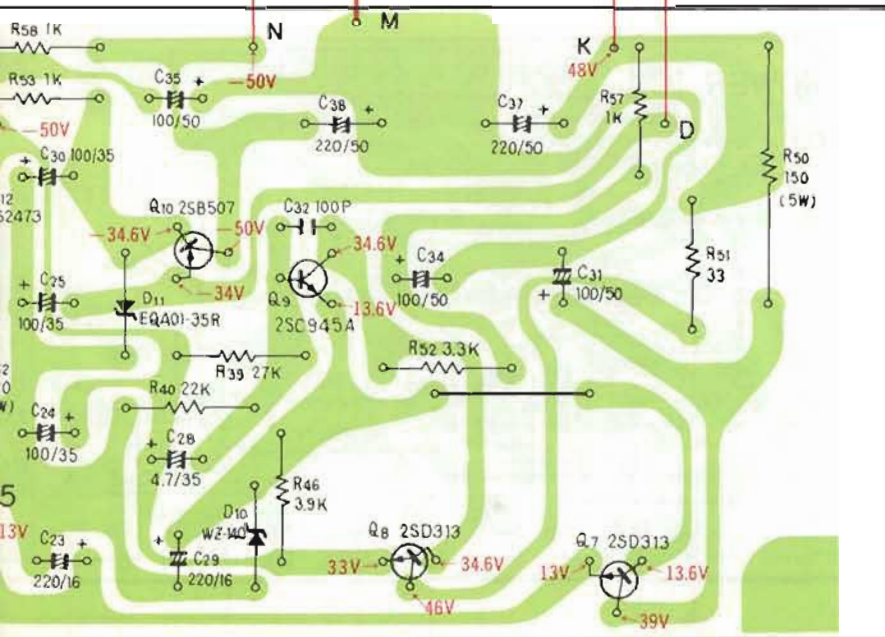 R58 1K
N
M
K
48V
R53 1K
C35 +
-50V
100/50
C38 +
220/50
C37 +
220/50
R57
1K
D
-50V
+ C30 100/35
R50
150
(5W)
12
S2473
Q10 2SB507
C32 100P
-34.6V
-50V
34.6V
+ C34
100/50
C31
+ 100/50
R51
33
+ C25
100/35
D11
EQA01-35R
-34V
Q9
2SC945A
13.6V
R39 27K
R52 3.3K
R40 22K
C24 +
100/35
+ C28
4.7/35
R46
3.9K
D10
WZ-140
5
13V
C23 +
220/16
+ C29
220/16
Q8 2SD313
33V
34.6V
46V
Q7 2SD313
13V
13.6V
39V